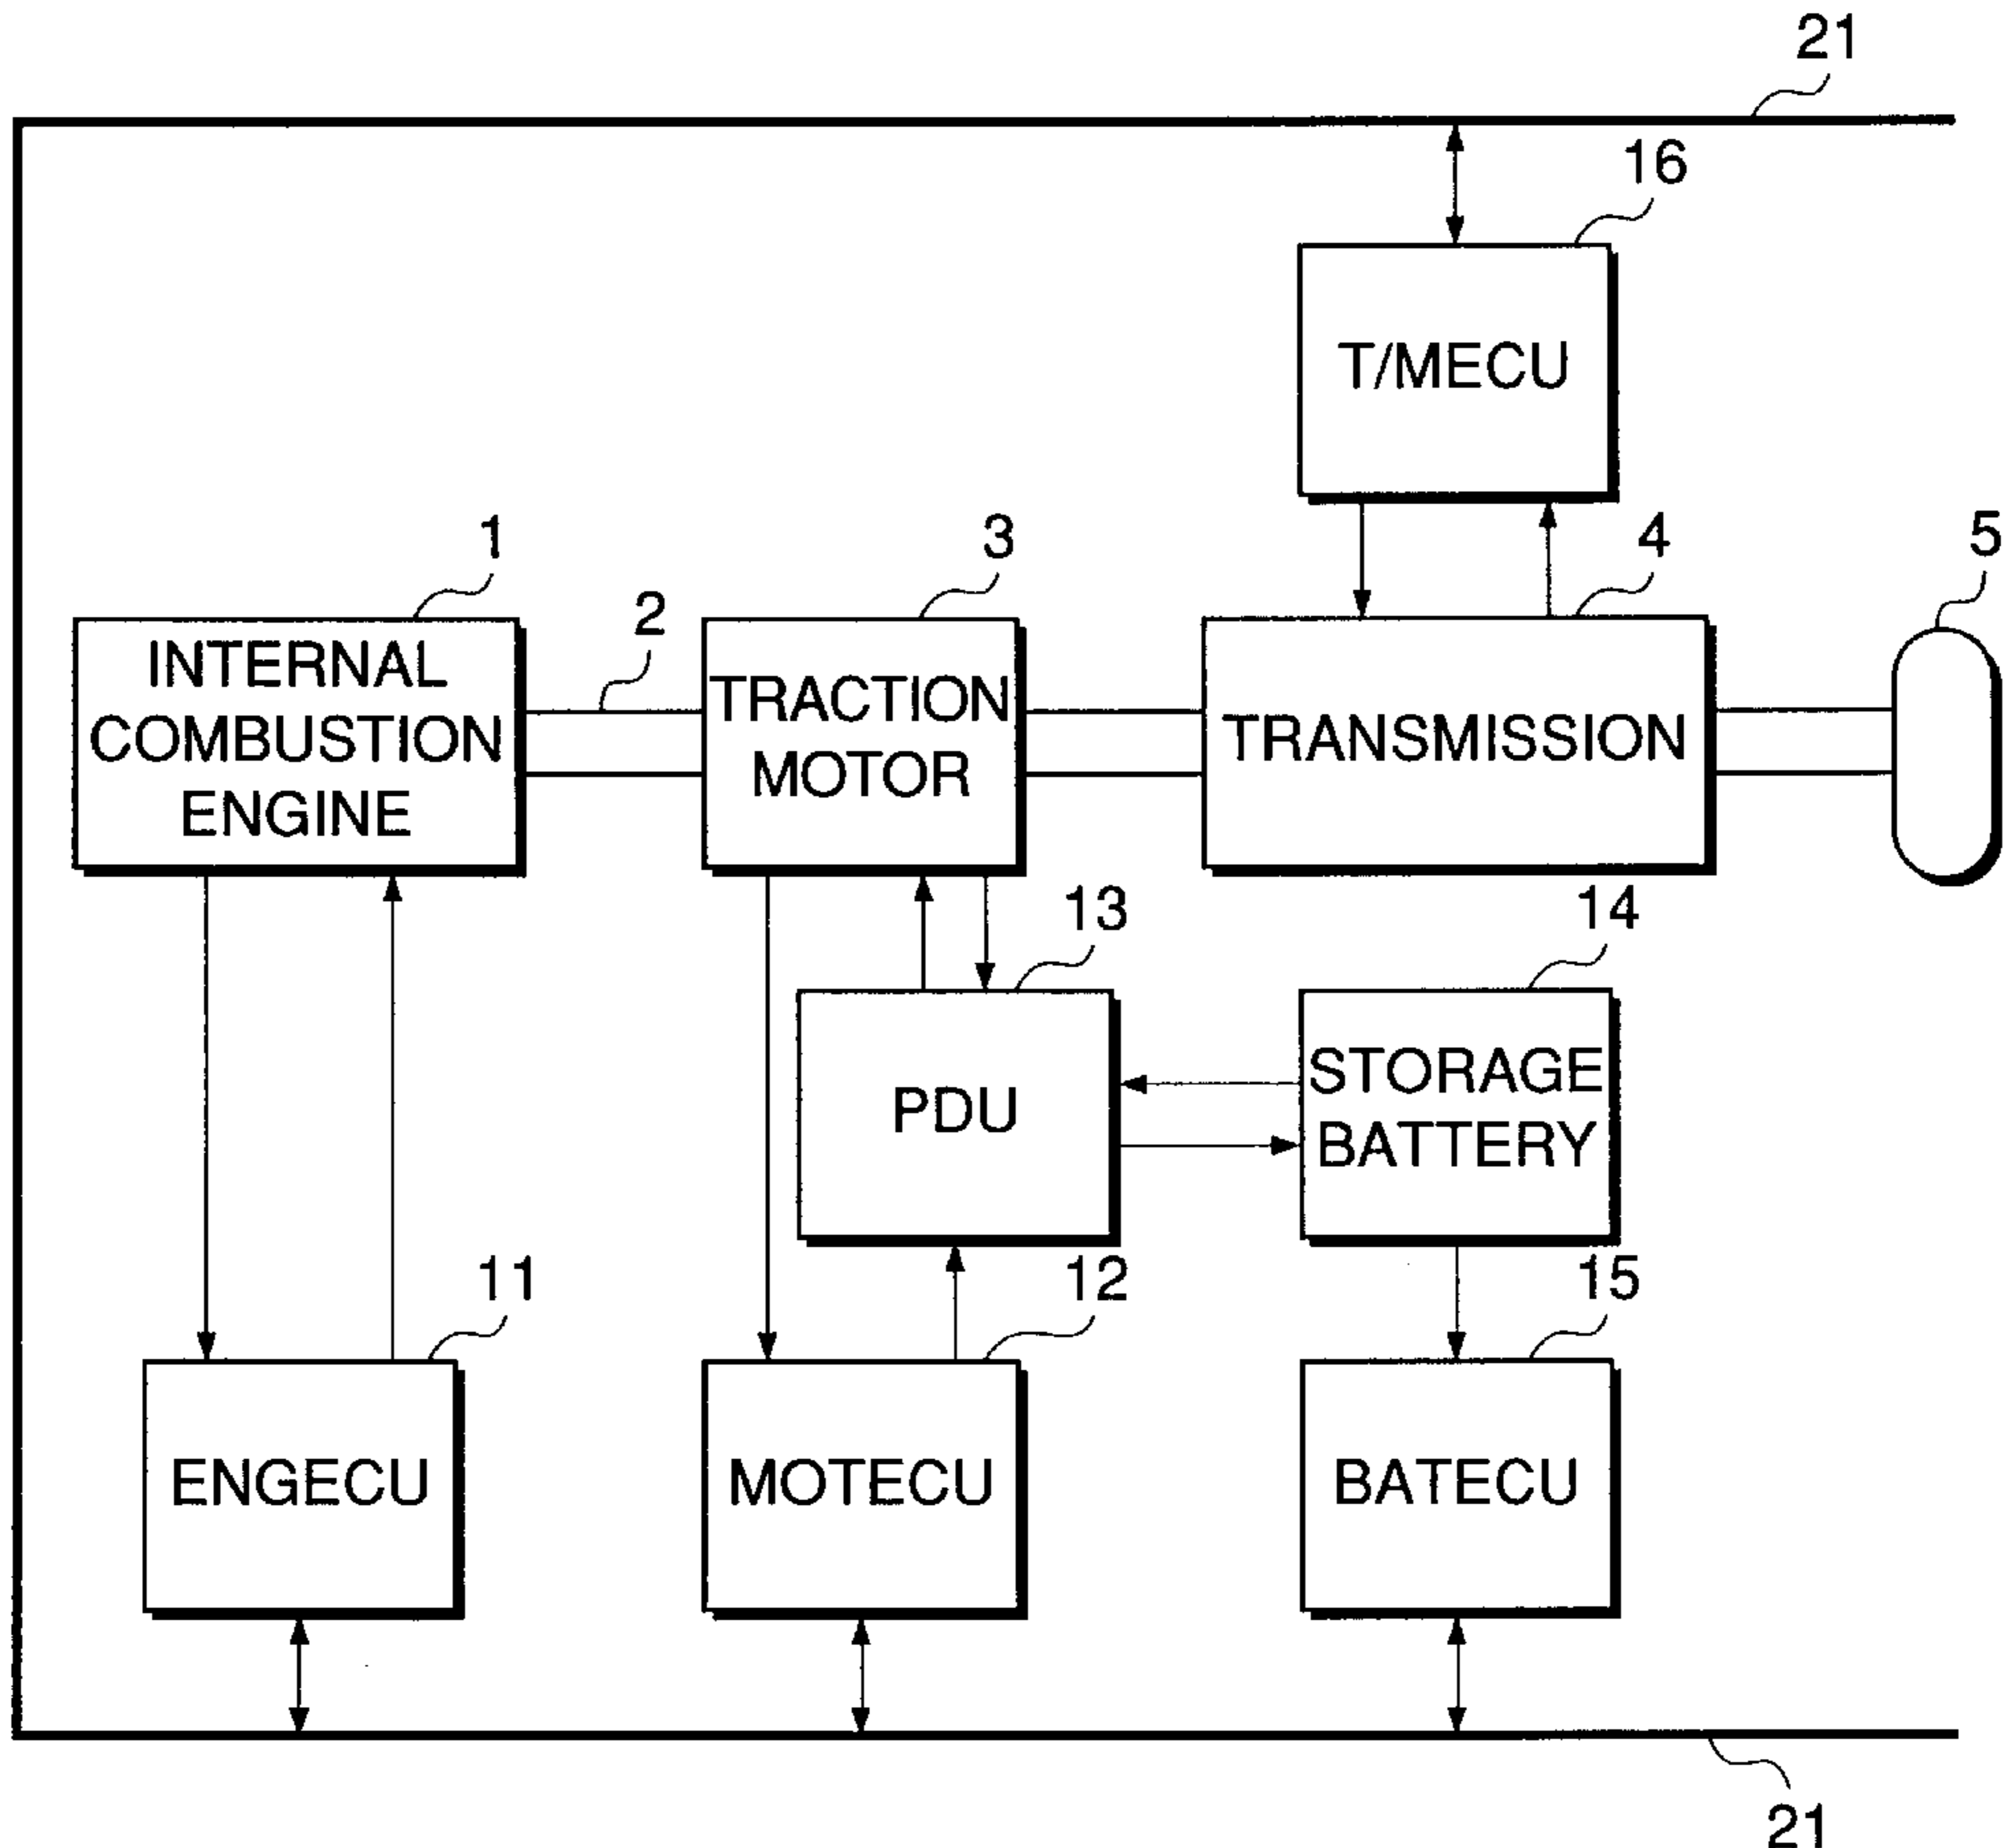 21
16
T/MECU
1
2
3
4
5
INTERNAL
COMBUSTION
ENGINE
TRACTION
MOTOR
TRANSMISSION
13
14
PDU
STORAGE
BATTERY
11
12
15
ENGECU
MOTECU
BATECU
21